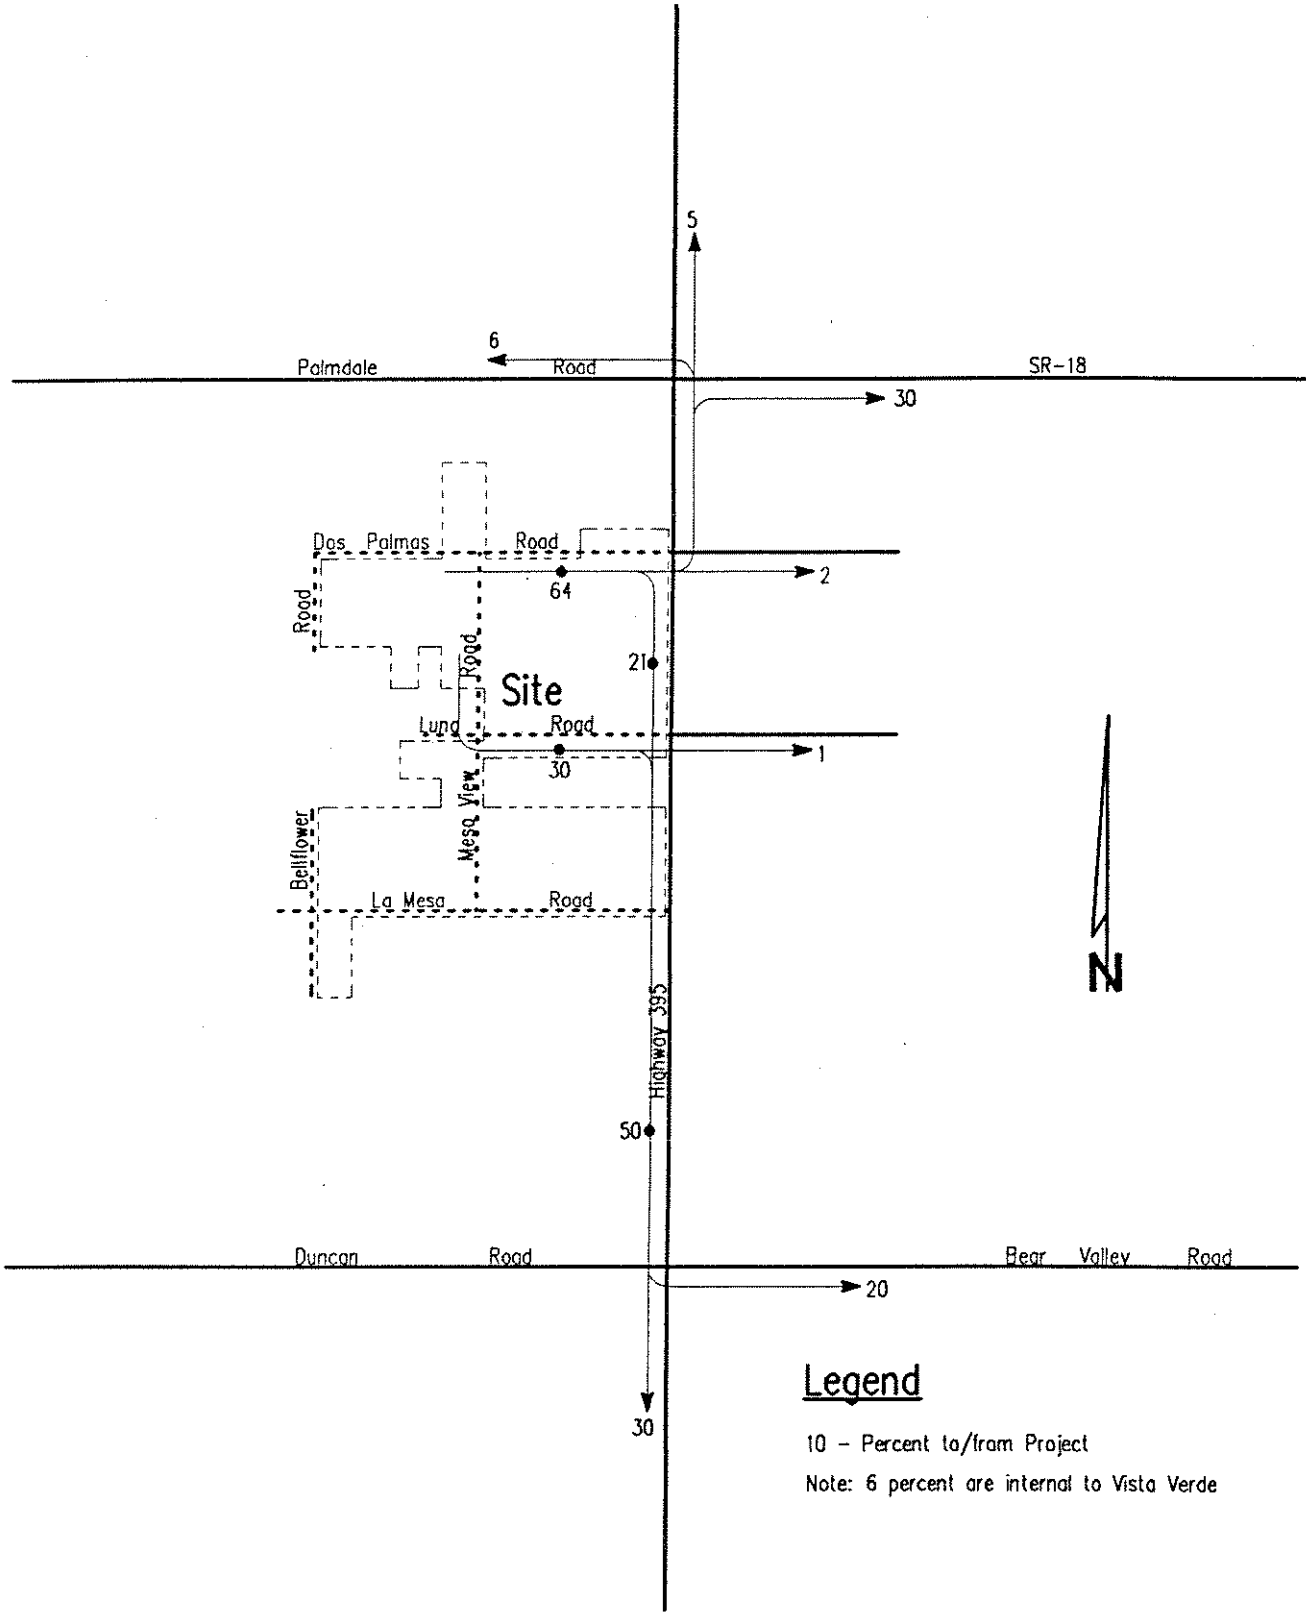 5
6
Palmdale Road SR-18
30
Dos Palmas Road
2
64
Road
Road
21
Site
Luna Road
30
1
Mesa View
Bellflower
La Mesa Road
N
Highway 395
50
Duncan Road Bear Valley Road
20
30
Legend
10 - Percent to/from Project
Note: 6 percent are internal to Vista Verde